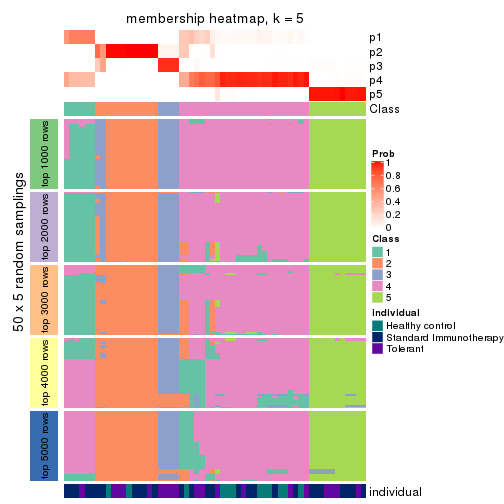 membership heatmap, k = 5
p1
p2
p3
p4
p5
Class
50 x 5 random samplings
top 1000 rows
top 2000 rows
top 3000 rows
top 4000 rows
top 5000 rows
individual
Prob
1
0.8
0.6
0.4
0.2
0
Class
1
2
3
4
5
individual
Healthy control
Standard Immunotherapy
Tolerant